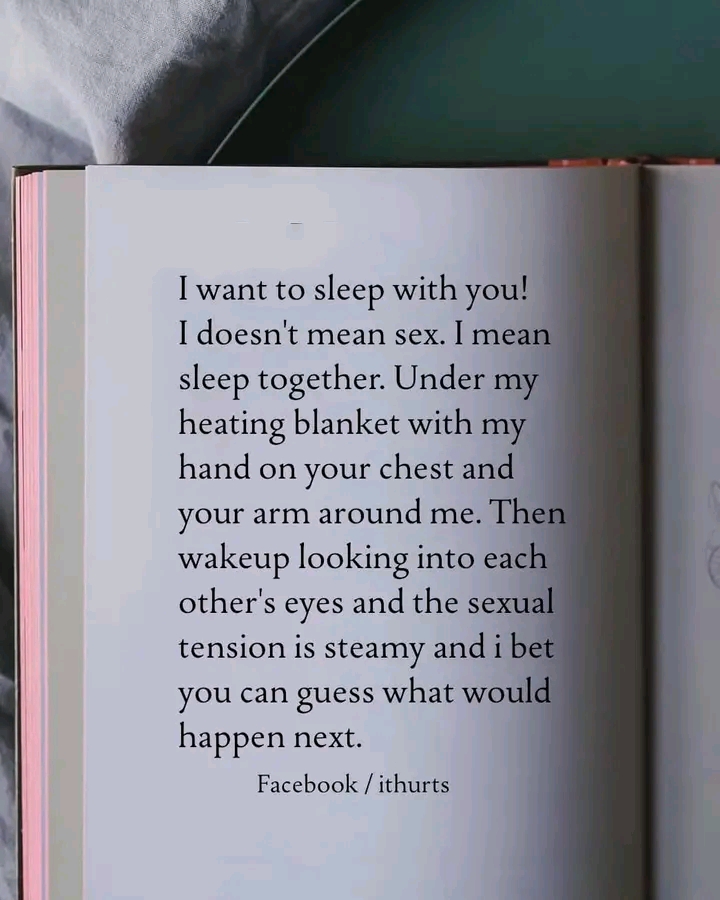 I want to sleep with you!
I doesn't mean sex. I mean
sleep together. Under my
heating blanket with my
hand on your chest and
your arm around me. Then
wakeup looking into each
other's eyes and the sexual
tension is steamy and i bet
you can guess what would
happen next.
Facebook / ithurts